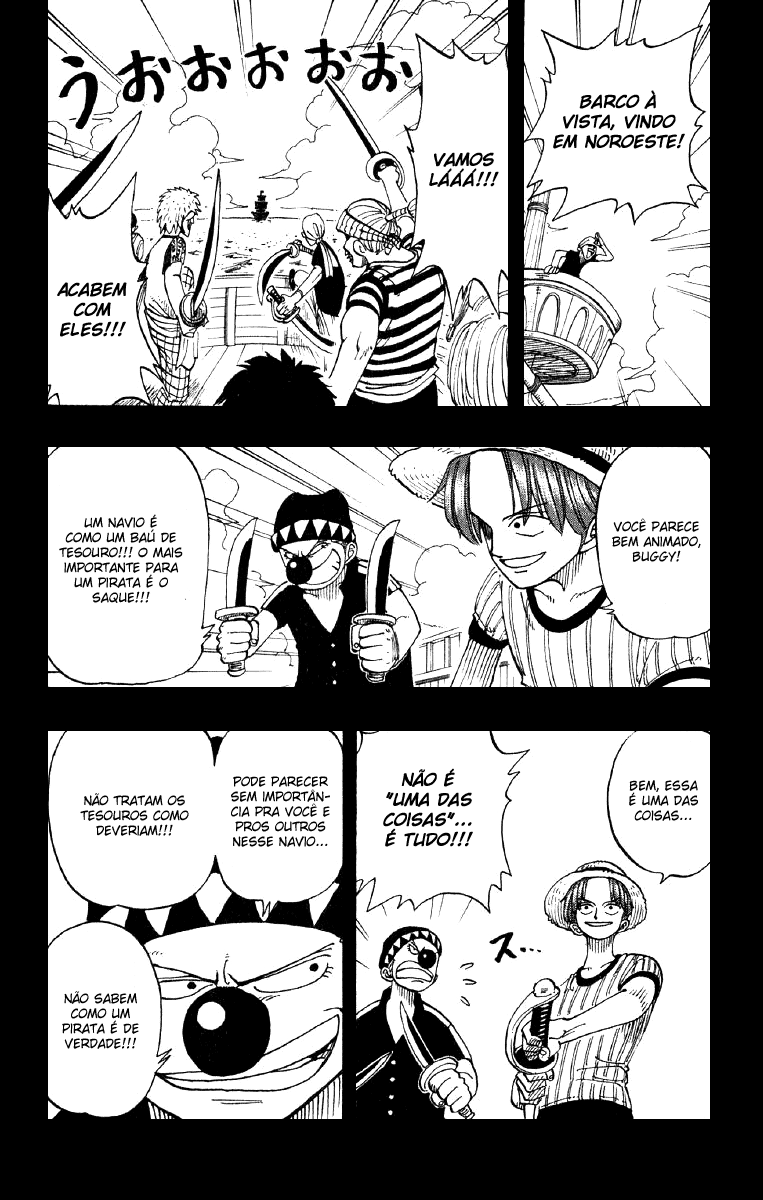 BARCO À
VISTA, VINDO
EM NOROESTE!
VAMOS
LÁÁÁ!!!
うおおおおお
ACABEM
COM
ELES!!!
VOCÊ PARECE
BEM ANIMADO,
BUGGY!
UM NAVIO É
COMO UM BAÚ DE
TESOURO!!! O MAIS
IMPORTANTE PARA
UM PIRATA É O
SAQUE!!!
BEM, ESSA
É UMA DAS
COISAS...
NÃO É
"UMA DAS
COISAS"...
É TUDO!!!
ス...
PODE PARECER
SEM IMPORTÂN-
CIA PRA VOCÊ E
PROS OUTROS
NESSE NAVIO...
NÃO TRATAM OS
TESOUROS COMO
DEVERIAM!!!
NÃO SABEM
COMO UM
PIRATA É DE
VERDADE!!!